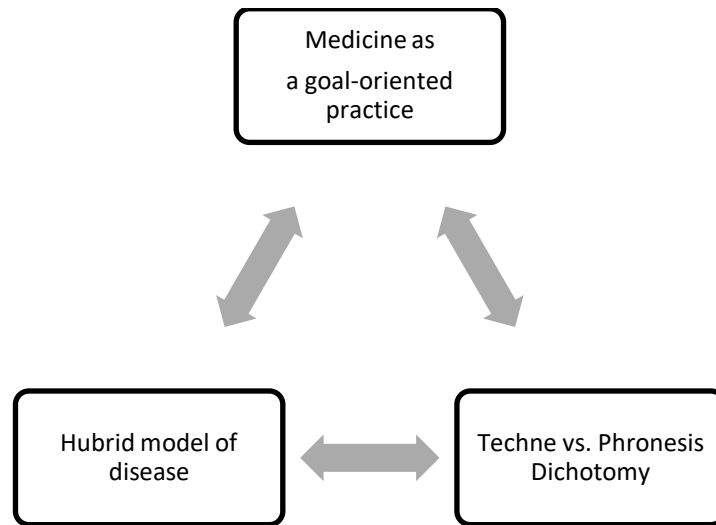 Medicine as
a goal-oriented
practice
Hubrid model of
disease
Techne vs. Phronesis
Dichotomy